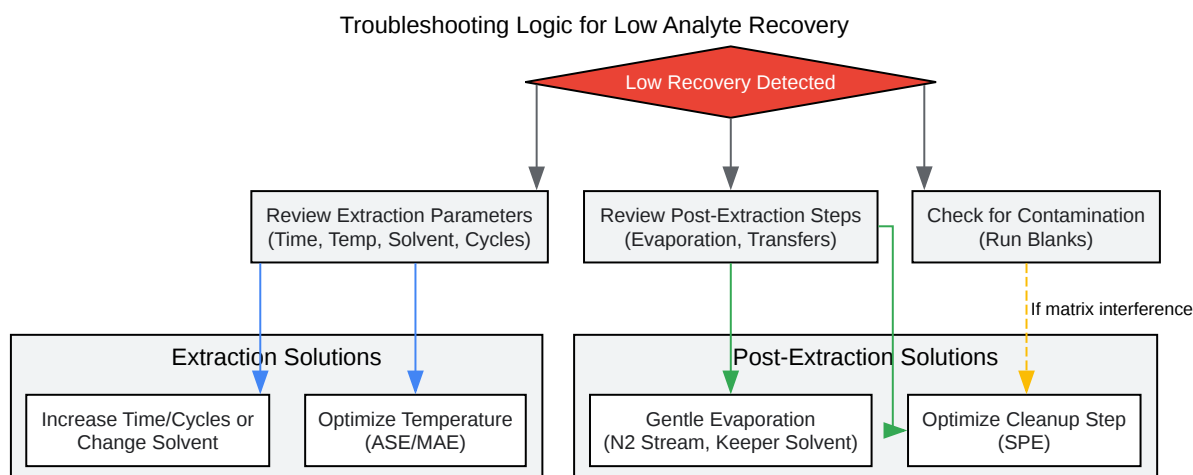 Troubleshooting Logic for Low Analyte Recovery
Low Recovery Detected
Review Extraction Parameters
(Time, Temp, Solvent, Cycles)
Review Post-Extraction Steps
(Evaporation, Transfers)
Check for Contamination
(Run Blanks)
If matrix interference
Extraction Solutions
Increase Time/Cycles or
Change Solvent
Optimize Temperature
(ASE/MAE)
Post-Extraction Solutions
Gentle Evaporation
(N2 Stream, Keeper Solvent)
Optimize Cleanup Step
(SPE)